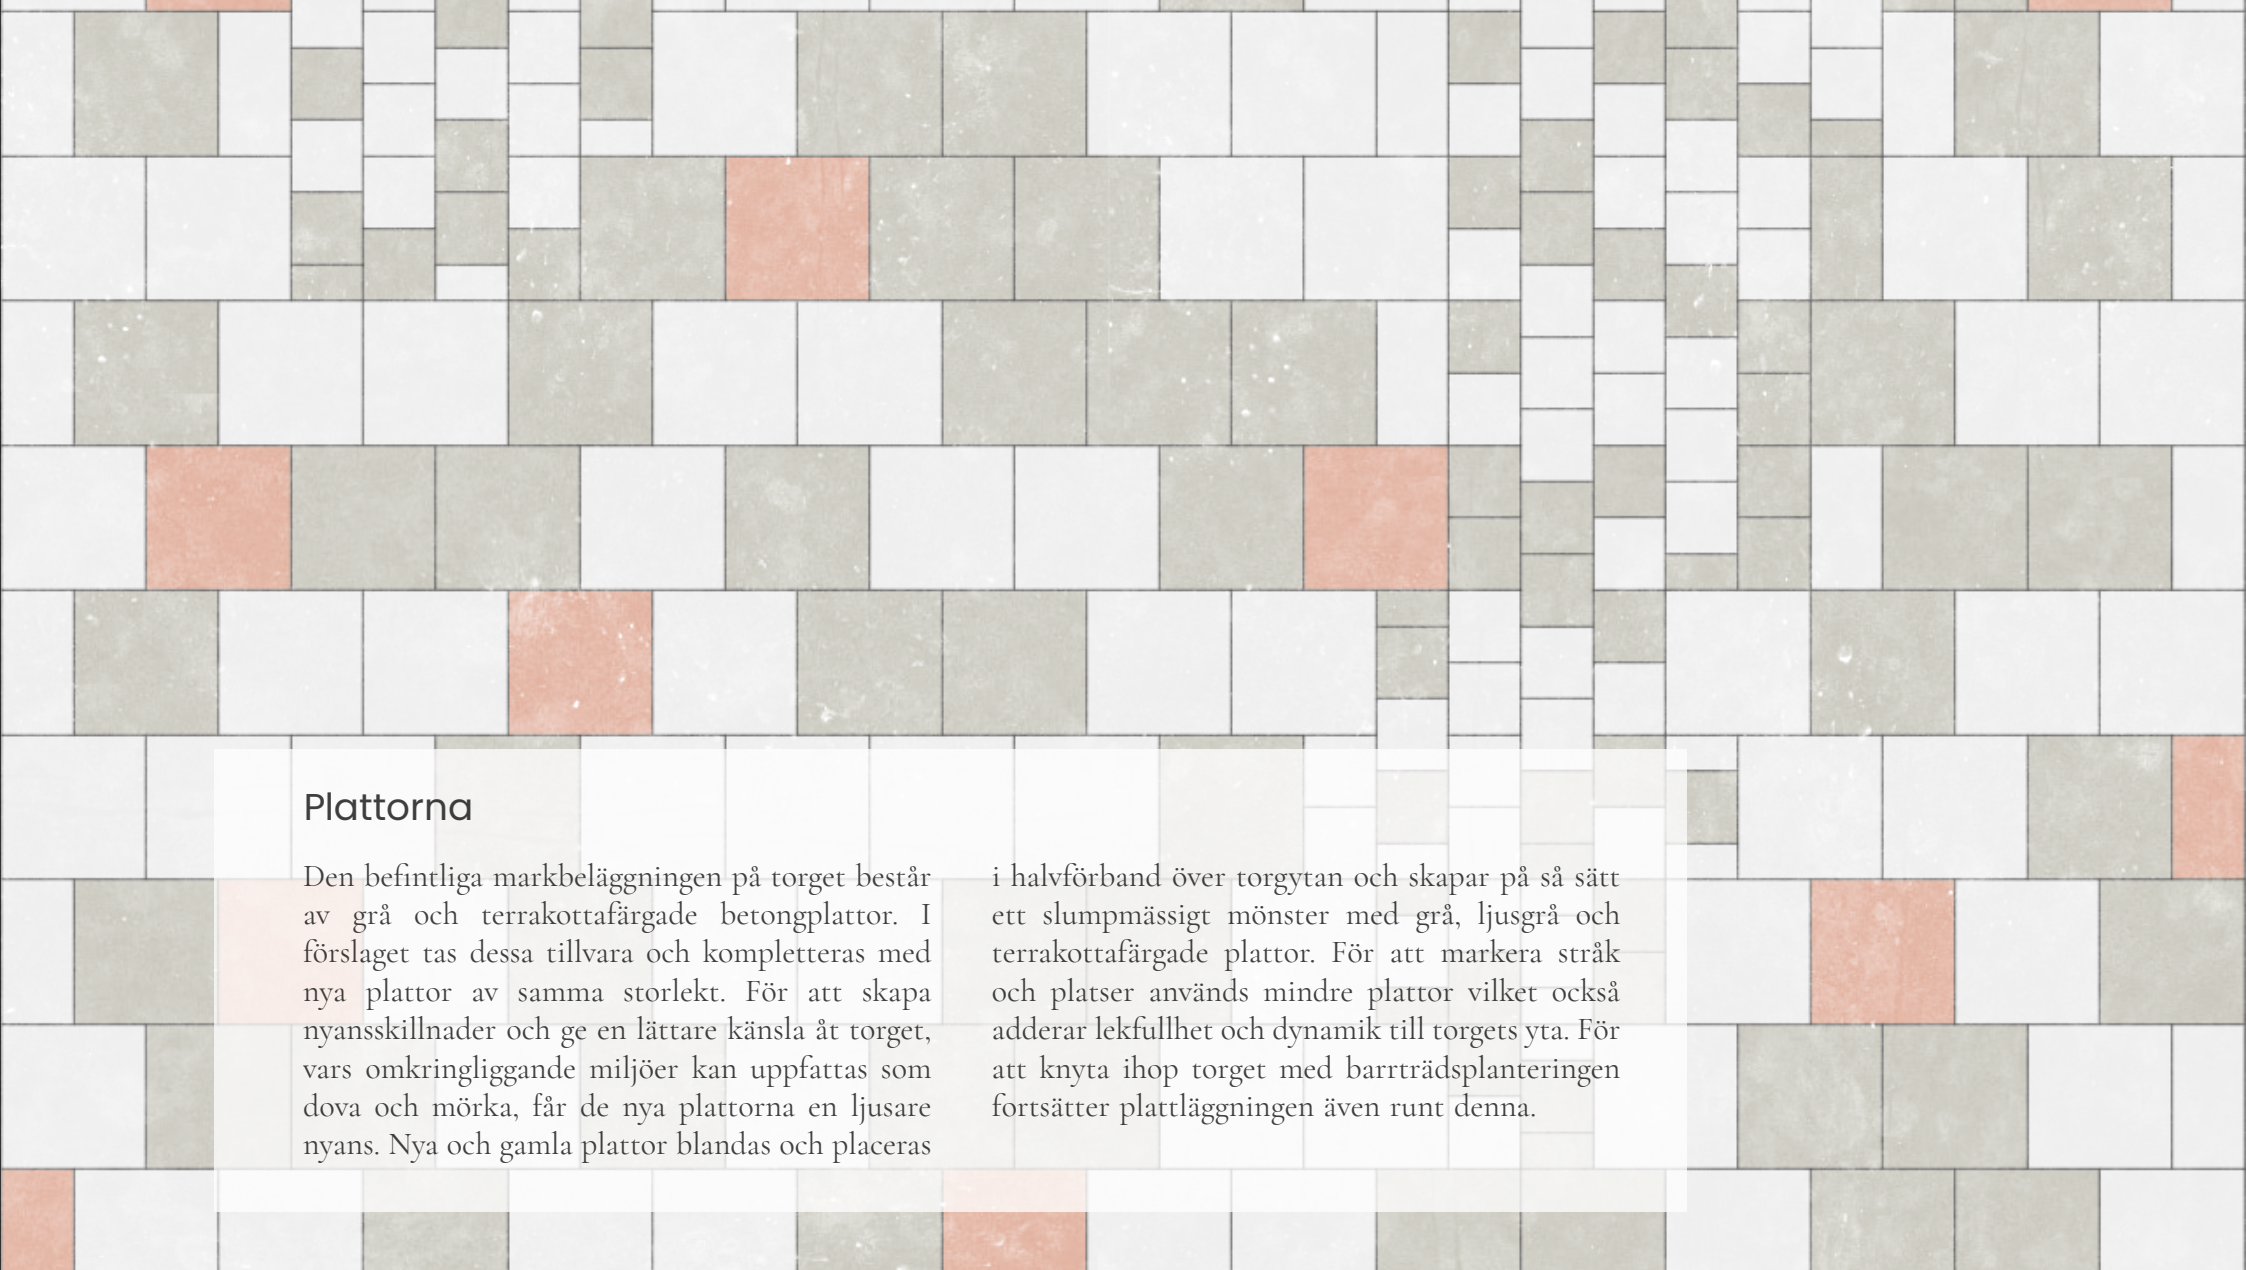 Plattorna
Den befintliga markbeläggningen på torget består
av grå och terrakottafärgade betongplattor. I
förslaget tas dessa tillvara och kompletteras med
nya plattor av samma storlekt. För att skapa
nyansskillnader och ge en lättare känsla åt torget,
vars omkringliggande miljöer kan uppfattas som
dova och mörka, får de nya plattorna en ljusare
nyans. Nya och gamla plattor blandas och placeras
i halvförband över torgytan och skapar på så sätt
ett slumpmässigt mönster med grå, ljusgrå och
terrakottafärgade plattor. För att markera stråk
och platser används mindre plattor vilket också
adderar lekfullhet och dynamik till torgets yta. För
att knyta ihop torget med barrträdsplanteringen
fortsätter plattläggningen även runt denna.